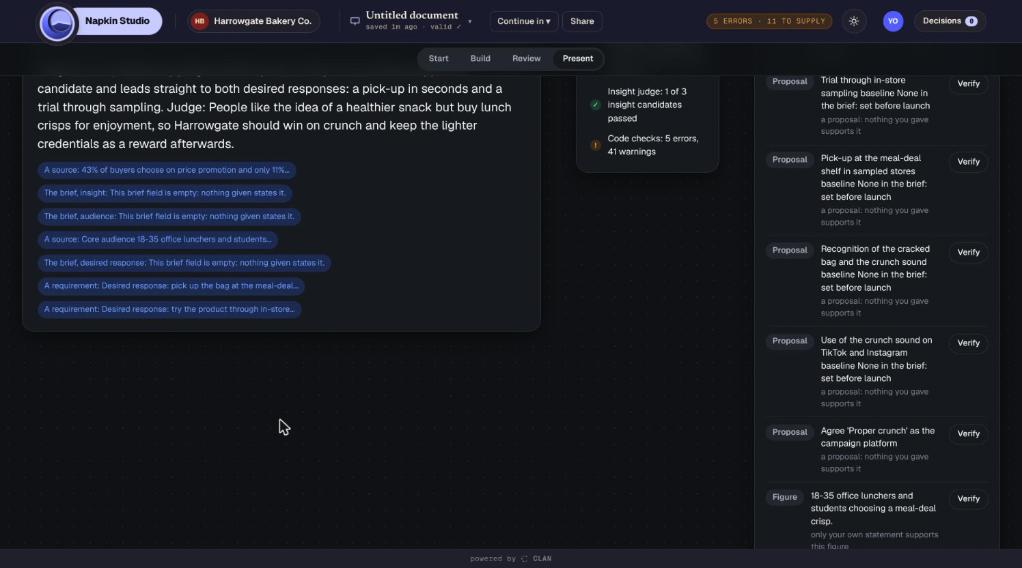 Napkin Studio
HB Harrowgate Bakery Co.
Untitled document
saved 1m ago · valid ✓
Continue in ▾
Share
5 ERRORS · 11 TO SUPPLY
YO
Decisions 0
Start
Build
Review
Present
candidate and leads straight to both desired responses: a pick-up in seconds and a
trial through sampling. Judge: People like the idea of a healthier snack but buy lunch
crisps for enjoyment, so Harrowgate should win on crunch and keep the lighter
credentials as a reward afterwards.
A source: 43% of buyers choose on price promotion and only 11%...
The brief, insight: This brief field is empty: nothing given states it.
The brief, audience: This brief field is empty: nothing given states it.
A source: Core audience 18-35 office lunchers and students...
The brief, desired response: This brief field is empty: nothing given states it.
A requirement: Desired response: pick up the bag at the meal-deal...
A requirement: Desired response: try the product through in-store...
Insight judge: 1 of 3
insight candidates
passed
Code checks: 5 errors,
41 warnings
Proposal
Trial through in-store
sampling baseline None in
the brief: set before launch
a proposal: nothing you gave
supports it
Verify
Proposal
Pick-up at the meal-deal
shelf in sampled stores
baseline None in the brief:
set before launch
a proposal: nothing you gave
supports it
Verify
Proposal
Recognition of the cracked
bag and the crunch sound
baseline None in the brief:
set before launch
a proposal: nothing you gave
supports it
Verify
Proposal
Use of the crunch sound on
TikTok and Instagram
baseline None in the brief:
set before launch
a proposal: nothing you gave
supports it
Verify
Proposal
Agree 'Proper crunch' as the
campaign platform
a proposal: nothing you gave
supports it
Verify
Figure
18-35 office lunchers and
students choosing a meal-deal
crisp.
only your own statement supports
this figure
Verify
powered by CLAN